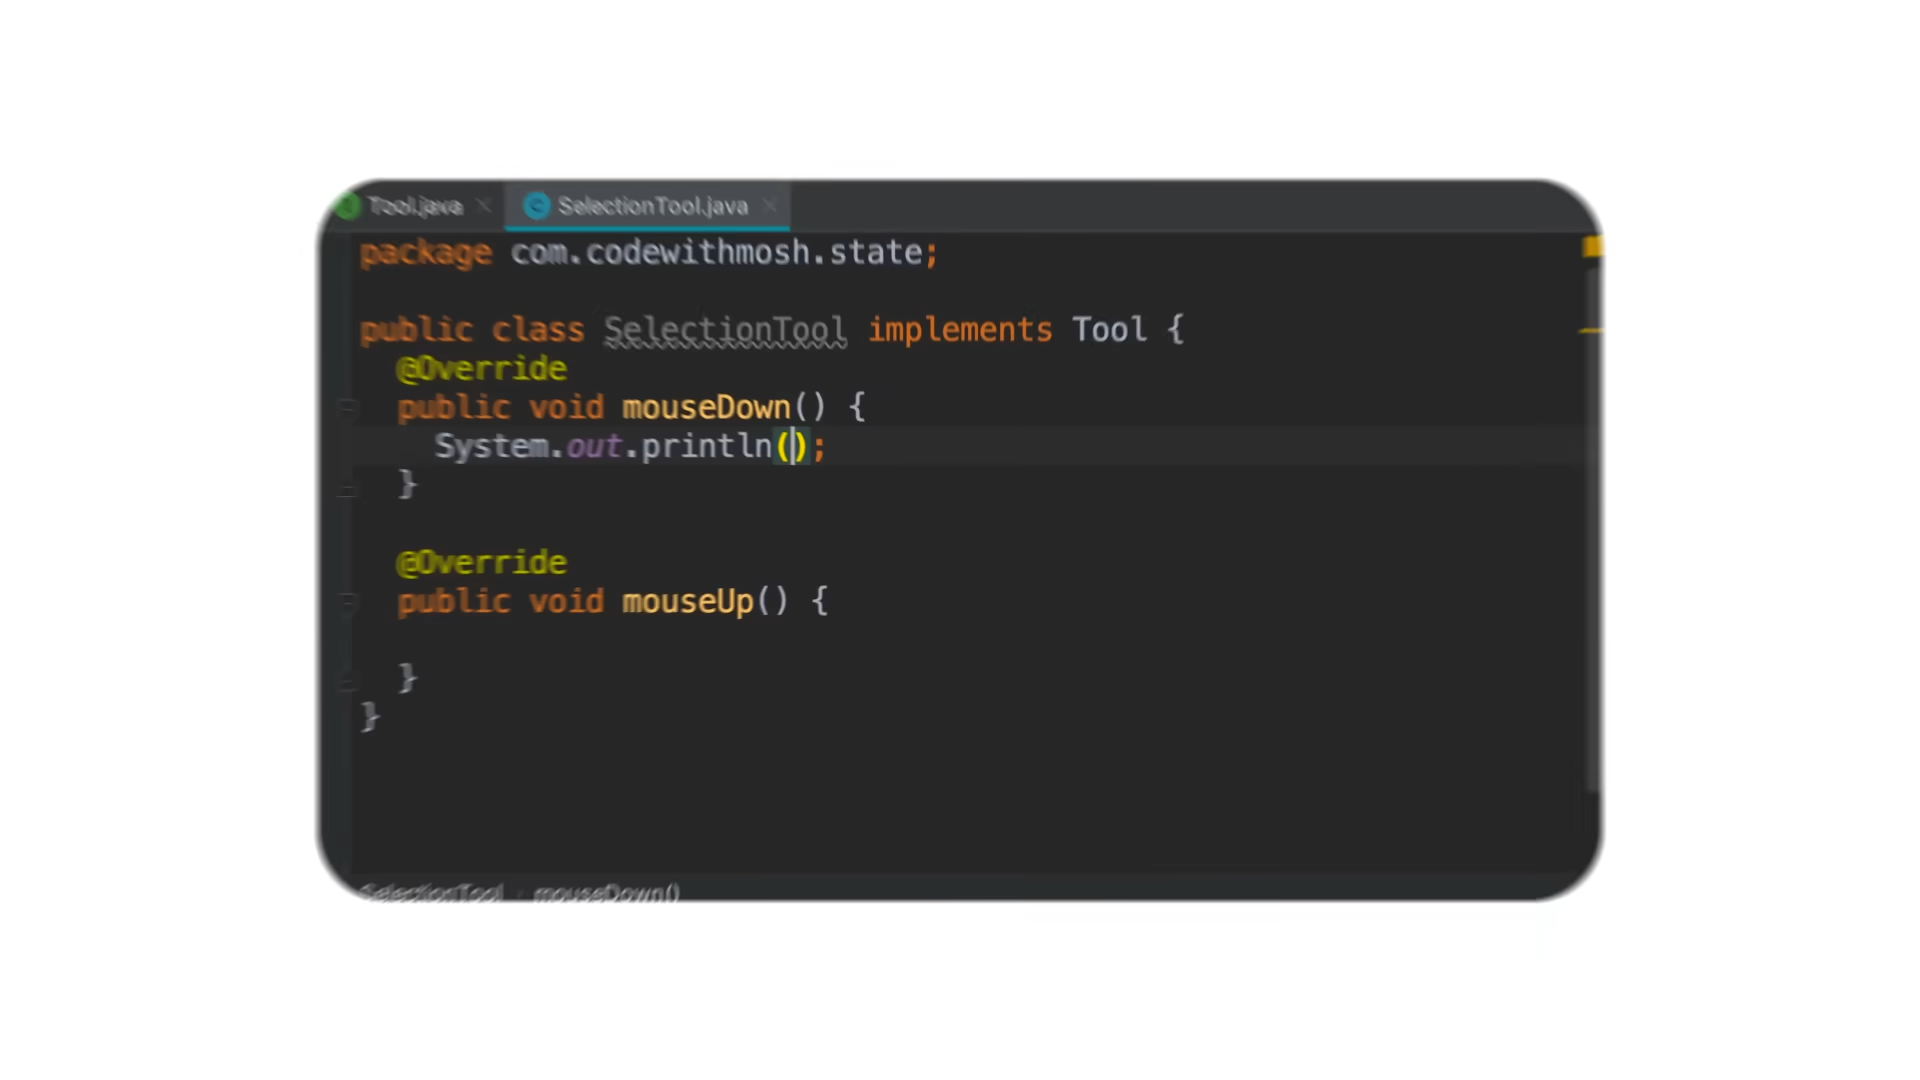 Tool.java SelectionTool.java
package com.codewithmosh.state;
public class SelectionTool implements Tool {
@Override
public void mouseDown() {
System.out.println();
}
@Override
public void mouseUp() {
}
}
SelectionTool mouseDown()